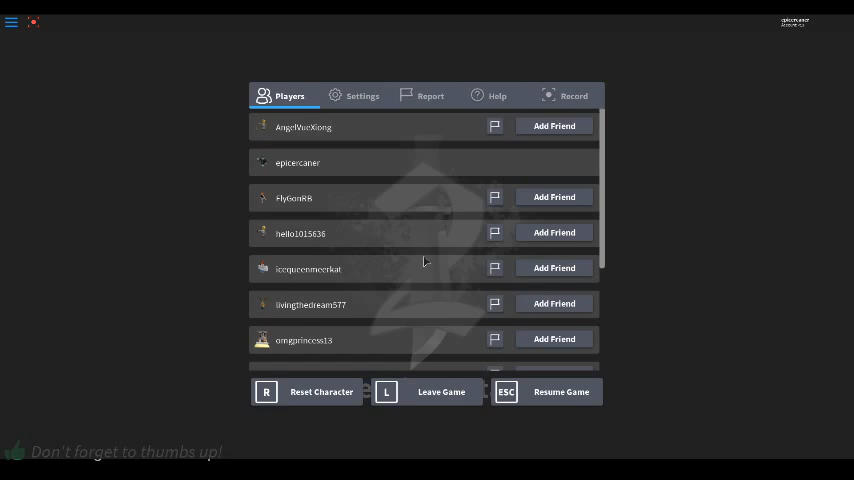 epicercaner
Players Settings Report Help Record
AngelVueXiong Add Friend
epicercaner
FlyGonRB Add Friend
hello1015636 Add Friend
icequeenmeerkat Add Friend
livingthedream577 Add Friend
omgprincess13 Add Friend
R Reset Character L Leave Game ESC Resume Game
Don't forget to thumbs up!